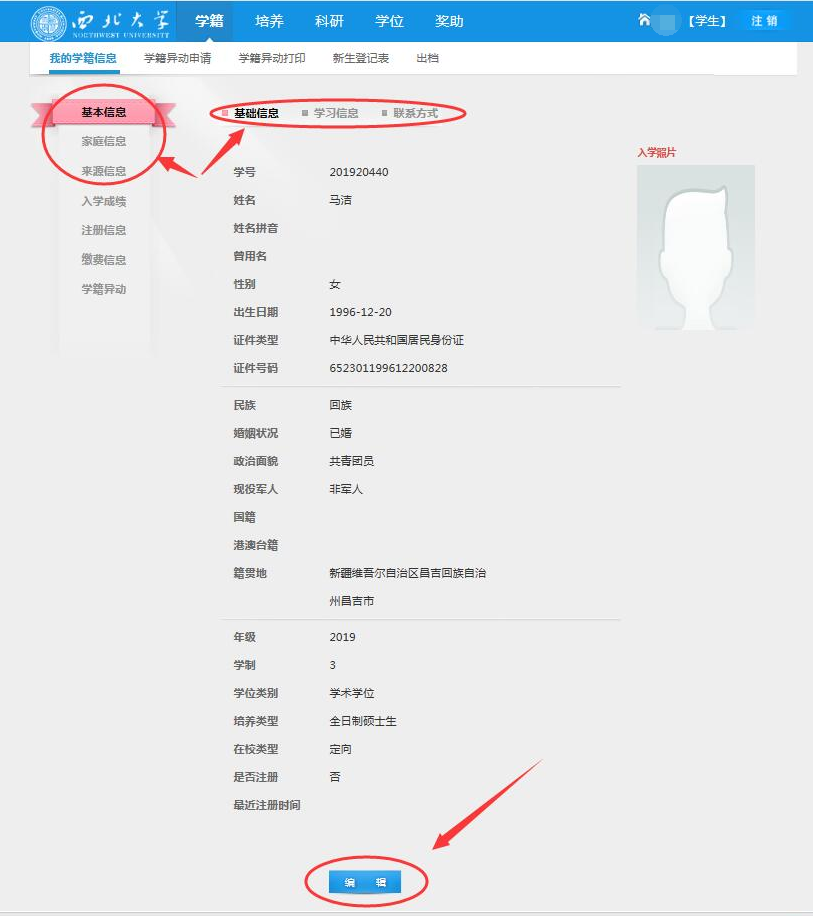 西北大学
NORTHWEST UNIVERSITY
学籍 培养 科研 学位 奖助
【学生】 注 销
我的学籍信息 学籍异动申请 学籍异动打印 新生登记表 出档
基本信息
家庭信息
来源信息
入学成绩
注册信息
缴费信息
学籍异动
基础信息 学习信息 联系方式
入学照片
学号 201920440
姓名 马洁
姓名拼音
曾用名
性别 女
出生日期 1996-12-20
证件类型 中华人民共和国居民身份证
证件号码 652301199612200828
民族 回族
婚姻状况 已婚
政治面貌 共青团员
现役军人 非军人
国籍
港澳台籍
籍贯地 新疆维吾尔自治区昌吉回族自治
州昌吉市
年级 2019
学制 3
学位类别 学术学位
培养类型 全日制硕士生
在校类型 定向
是否注册 否
最近注册时间
编 辑